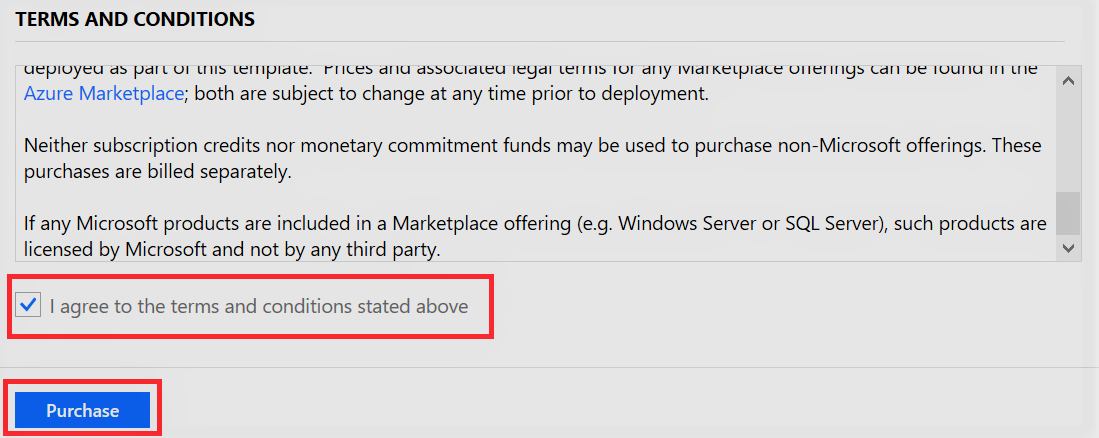 TERMS AND CONDITIONS
deployed as part of this template. Prices and associated legal terms for any Marketplace offerings can be found in the
Azure Marketplace; both are subject to change at any time prior to deployment.
Neither subscription credits nor monetary commitment funds may be used to purchase non-Microsoft offerings. These
purchases are billed separately.
If any Microsoft products are included in a Marketplace offering (e.g. Windows Server or SQL Server), such products are
licensed by Microsoft and not by any third party.
I agree to the terms and conditions stated above
Purchase